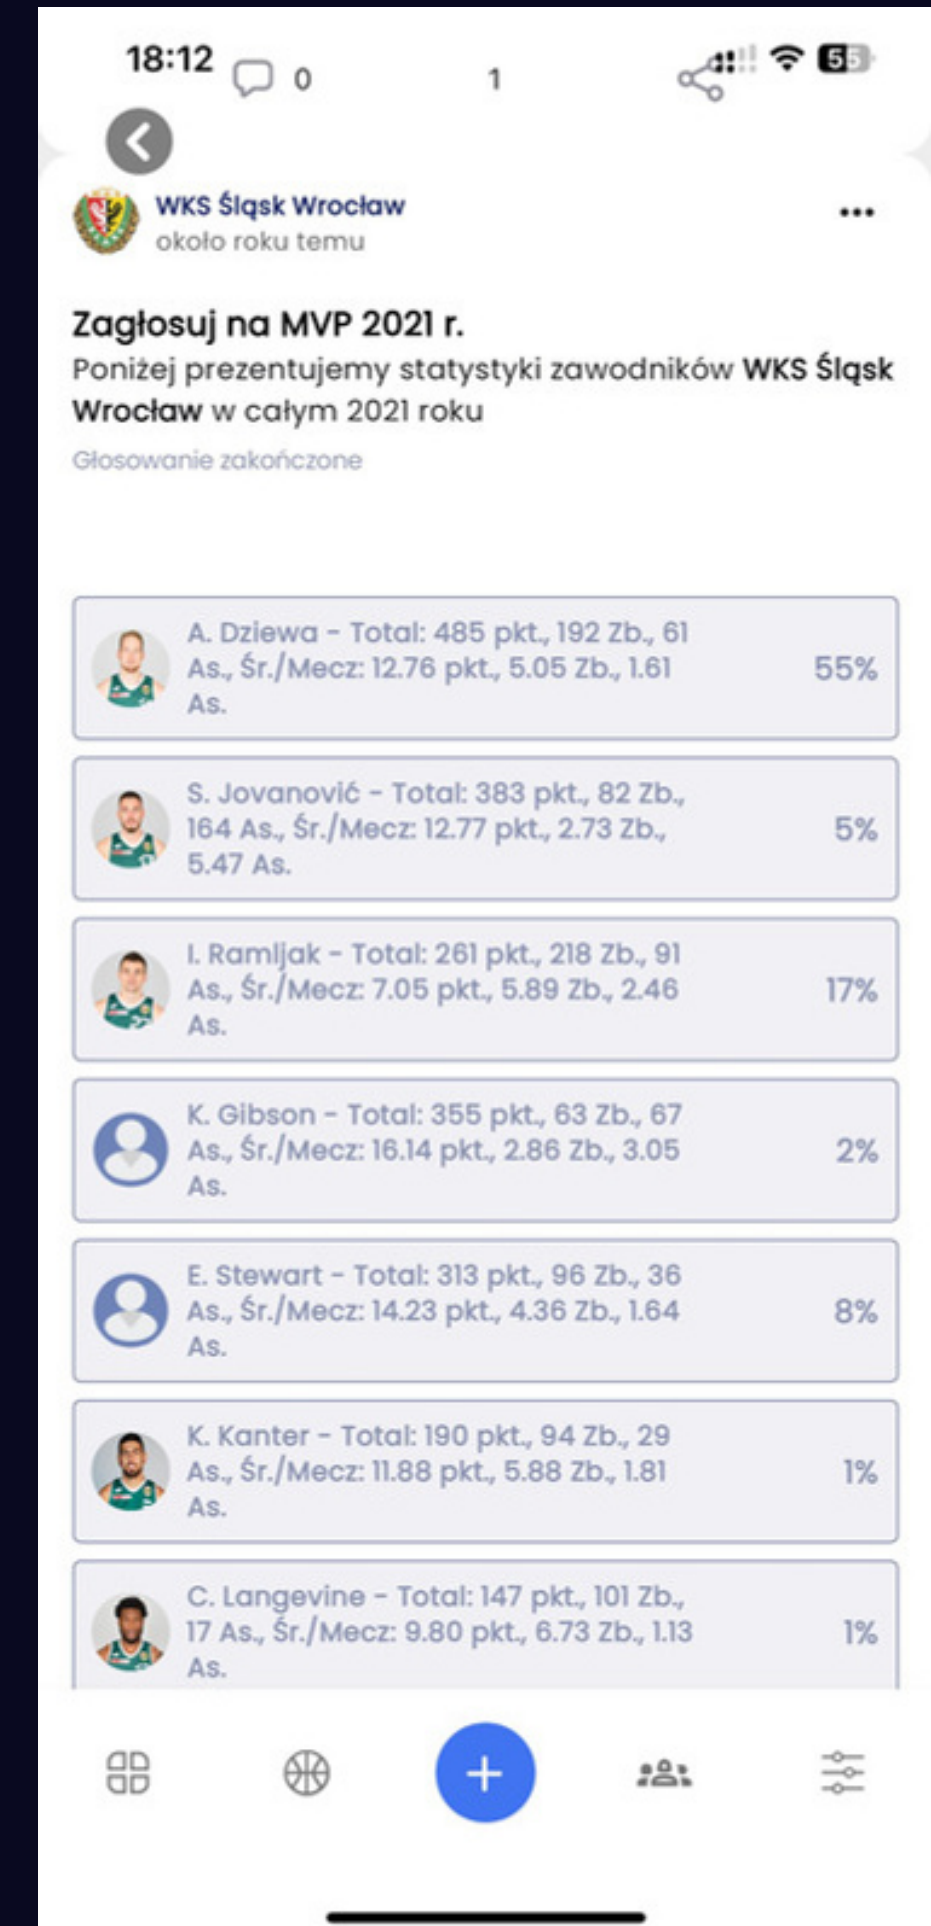 18:12
0
1
55
WKS Śląsk Wrocław
około roku temu
Zagłosuj na MVP 2021 r.
Poniżej prezentujemy statystyki zawodników WKS Śląsk
Wrocław w całym 2021 roku
Głosowanie zakończone
A. Dziewa - Total: 485 pkt., 192 Zb., 61
As., Śr./Mecz: 12.76 pkt., 5.05 Zb., 1.61
As.
55%
S. Jovanović - Total: 383 pkt., 82 Zb.,
164 As., Śr./Mecz: 12.77 pkt., 2.73 Zb.,
5.47 As.
5%
I. Ramljak - Total: 261 pkt., 218 Zb., 91
As., Śr./Mecz: 7.05 pkt., 5.89 Zb., 2.46
As.
17%
K. Gibson - Total: 355 pkt., 63 Zb., 67
As., Śr./Mecz: 16.14 pkt., 2.86 Zb., 3.05
As.
2%
E. Stewart - Total: 313 pkt., 96 Zb., 36
As., Śr./Mecz: 14.23 pkt., 4.36 Zb., 1.64
As.
8%
K. Kanter - Total: 190 pkt., 94 Zb., 29
As., Śr./Mecz: 11.88 pkt., 5.88 Zb., 1.81
As.
1%
C. Langevine - Total: 147 pkt., 101 Zb.,
17 As., Śr./Mecz: 9.80 pkt., 6.73 Zb., 1.13
As.
1%